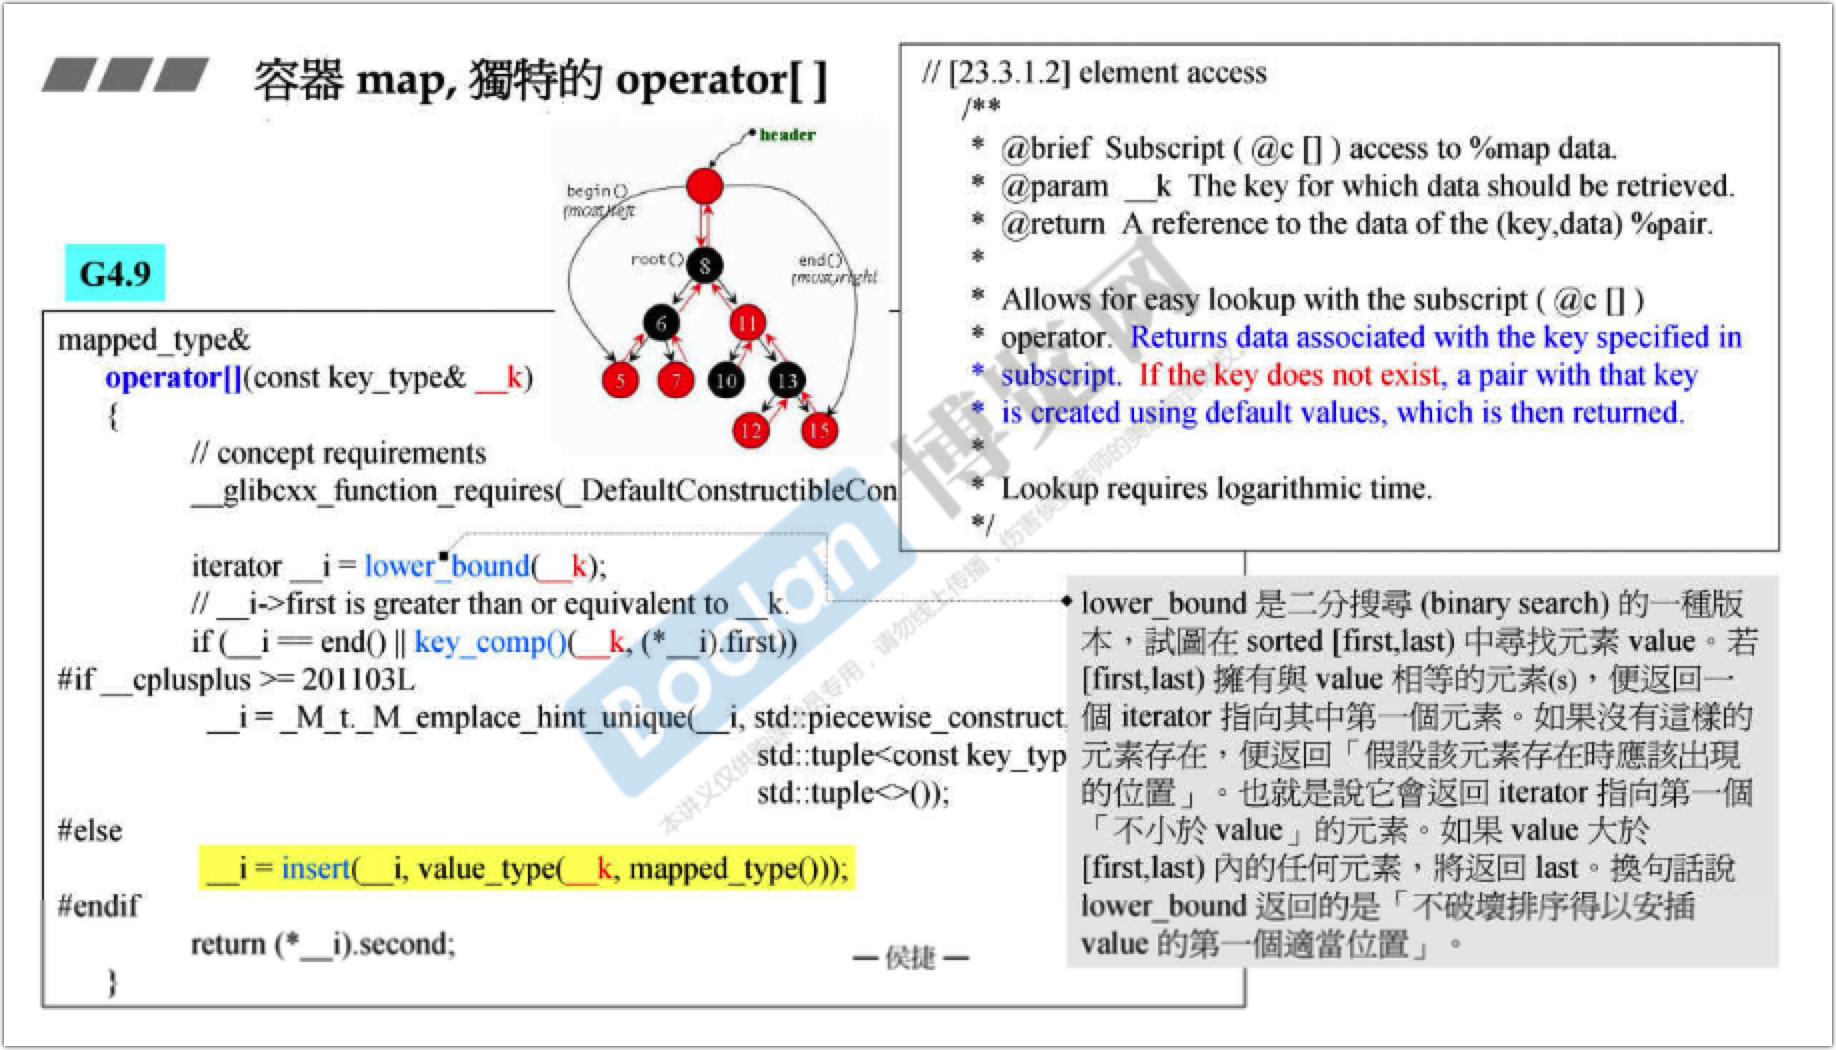 容器 map, 獨特的 operator[ ]
header
begin()
(most)left
root()
end()
(most)right
8
6
11
5
7
10
13
12
15
G4.9
mapped_type&
operator[](const key_type& __k)
{
// concept requirements
__glibcxx_function_requires(_DefaultConstructibleCon
iterator __i = lower_bound(__k);
// __i->first is greater than or equivalent to __k.
if (__i == end() || key_comp()(__k, (*__i).first))
#if __cplusplus >= 201103L
__i = _M_t._M_emplace_hint_unique(__i, std::piecewise_construct,
std::tuple<const key_typ
std::tuple<>());
#else
__i = insert(__i, value_type(__k, mapped_type()));
#endif
return (*__i).second;
}
— 侯捷 —
// [23.3.1.2] element access
/**
* @brief Subscript ( @c [] ) access to %map data.
* @param __k The key for which data should be retrieved.
* @return A reference to the data of the (key,data) %pair.
*
* Allows for easy lookup with the subscript ( @c [] )
* operator. Returns data associated with the key specified in
* subscript. If the key does not exist, a pair with that key
* is created using default values, which is then returned.
*
* Lookup requires logarithmic time.
*/
lower_bound 是二分搜尋 (binary search) 的一種版
本，試圖在 sorted [first,last) 中尋找元素 value。若
[first,last) 擁有與 value 相等的元素(s)，便返回一
個 iterator 指向其中第一個元素。如果沒有這樣的
元素存在，便返回「假設該元素存在時應該出現
的位置」。也就是說它會返回 iterator 指向第一個
「不小於 value」的元素。如果 value 大於
[first,last) 內的任何元素，將返回 last。換句話說
lower_bound 返回的是「不破壞排序得以安插
value 的第一個適當位置」。
Boolan
博览网